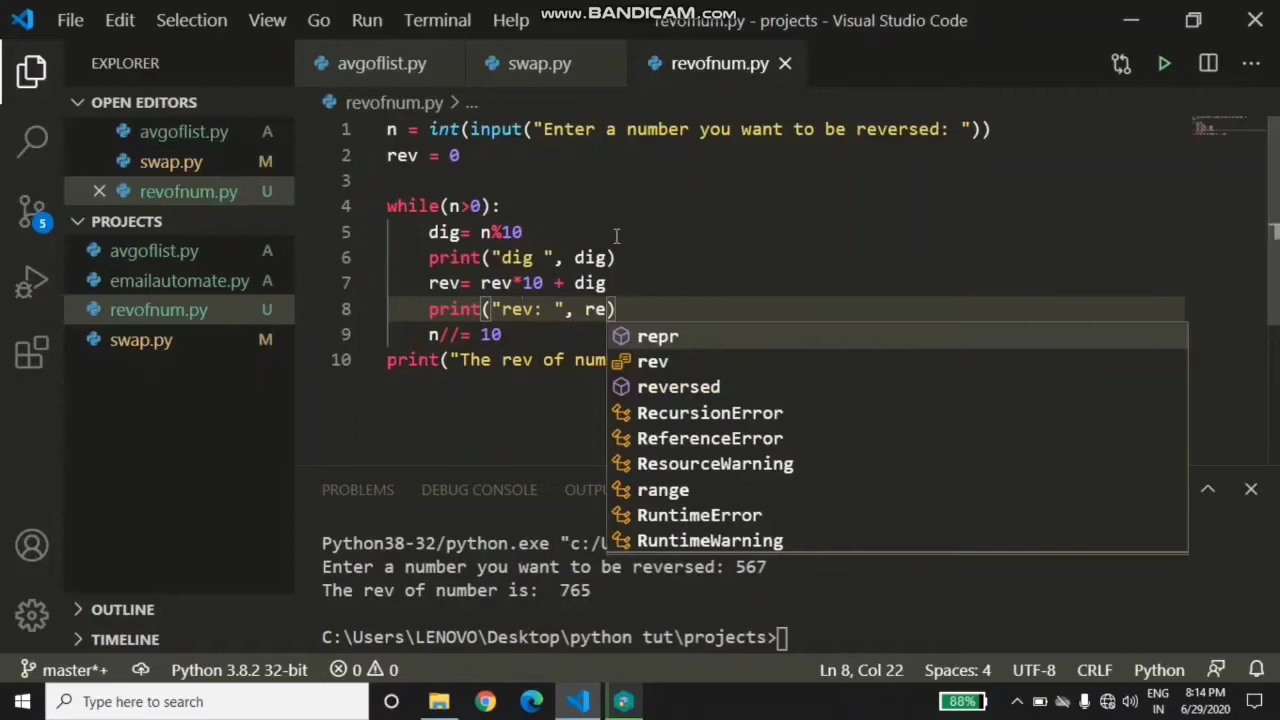 www.BANDICAM.com
File Edit Selection View Go Run Terminal Help revofnum.py - projects - Visual Studio Code
EXPLORER
avgoflist.py swap.py revofnum.py
OPEN EDITORS
avgoflist.py A
swap.py M
revofnum.py U
PROJECTS
avgoflist.py A
emailautomate.py A
revofnum.py U
swap.py M
OUTLINE
TIMELINE
5
revofnum.py > ...
1 n = int(input("Enter a number you want to be reversed: "))
2 rev = 0
3
4 while(n>0):
5 dig= n%10
6 print("dig ", dig)
7 rev= rev*10 + dig
8 print("rev: ", re)
9 n//= 10
10 print("The rev of num
repr
rev
reversed
RecursionError
ReferenceError
ResourceWarning
range
RuntimeError
RuntimeWarning
PROBLEMS DEBUG CONSOLE OUTPU
Python38-32/python.exe "c:/U
Enter a number you want to be reversed: 567
The rev of number is:  765
C:\Users\LENOVO\Desktop\python tut\projects>
master*+ Python 3.8.2 32-bit 0 0 Ln 8, Col 22 Spaces: 4 UTF-8 CRLF Python
Type here to search
88%
ENG
IN
8:14 PM
6/29/2020